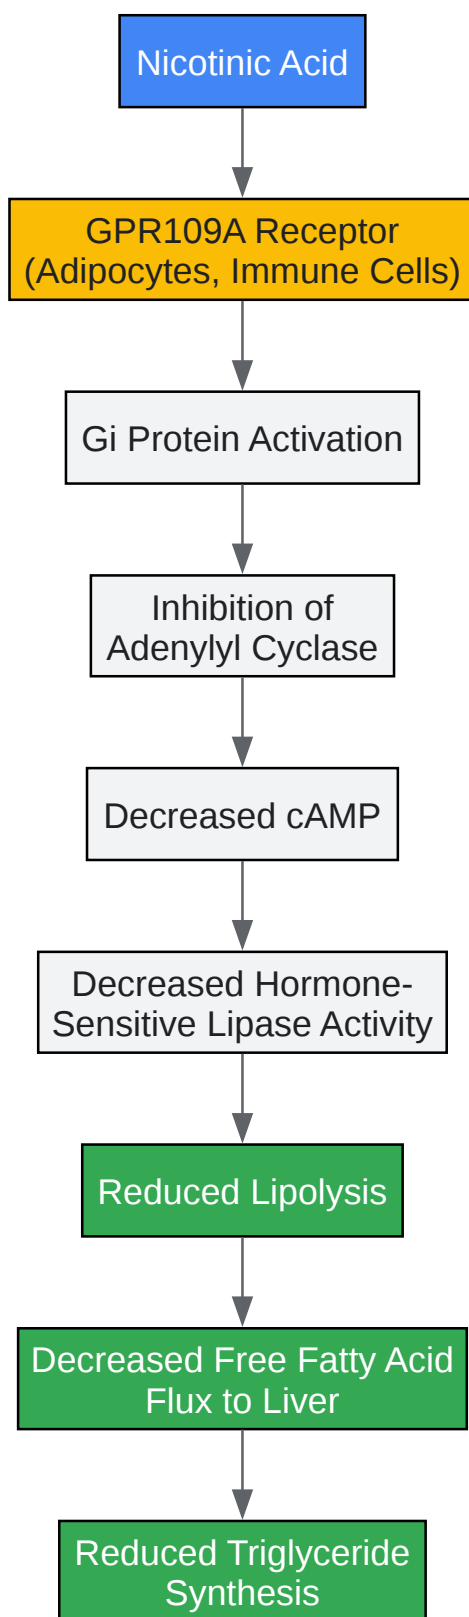 Nicotinic Acid
GPR109A Receptor
(Adipocytes, Immune Cells)
Gi Protein Activation
Inhibition of
Adenylyl Cyclase
Decreased cAMP
Decreased Hormone-
Sensitive Lipase Activity
Reduced Lipolysis
Decreased Free Fatty Acid
Flux to Liver
Reduced Triglyceride
Synthesis